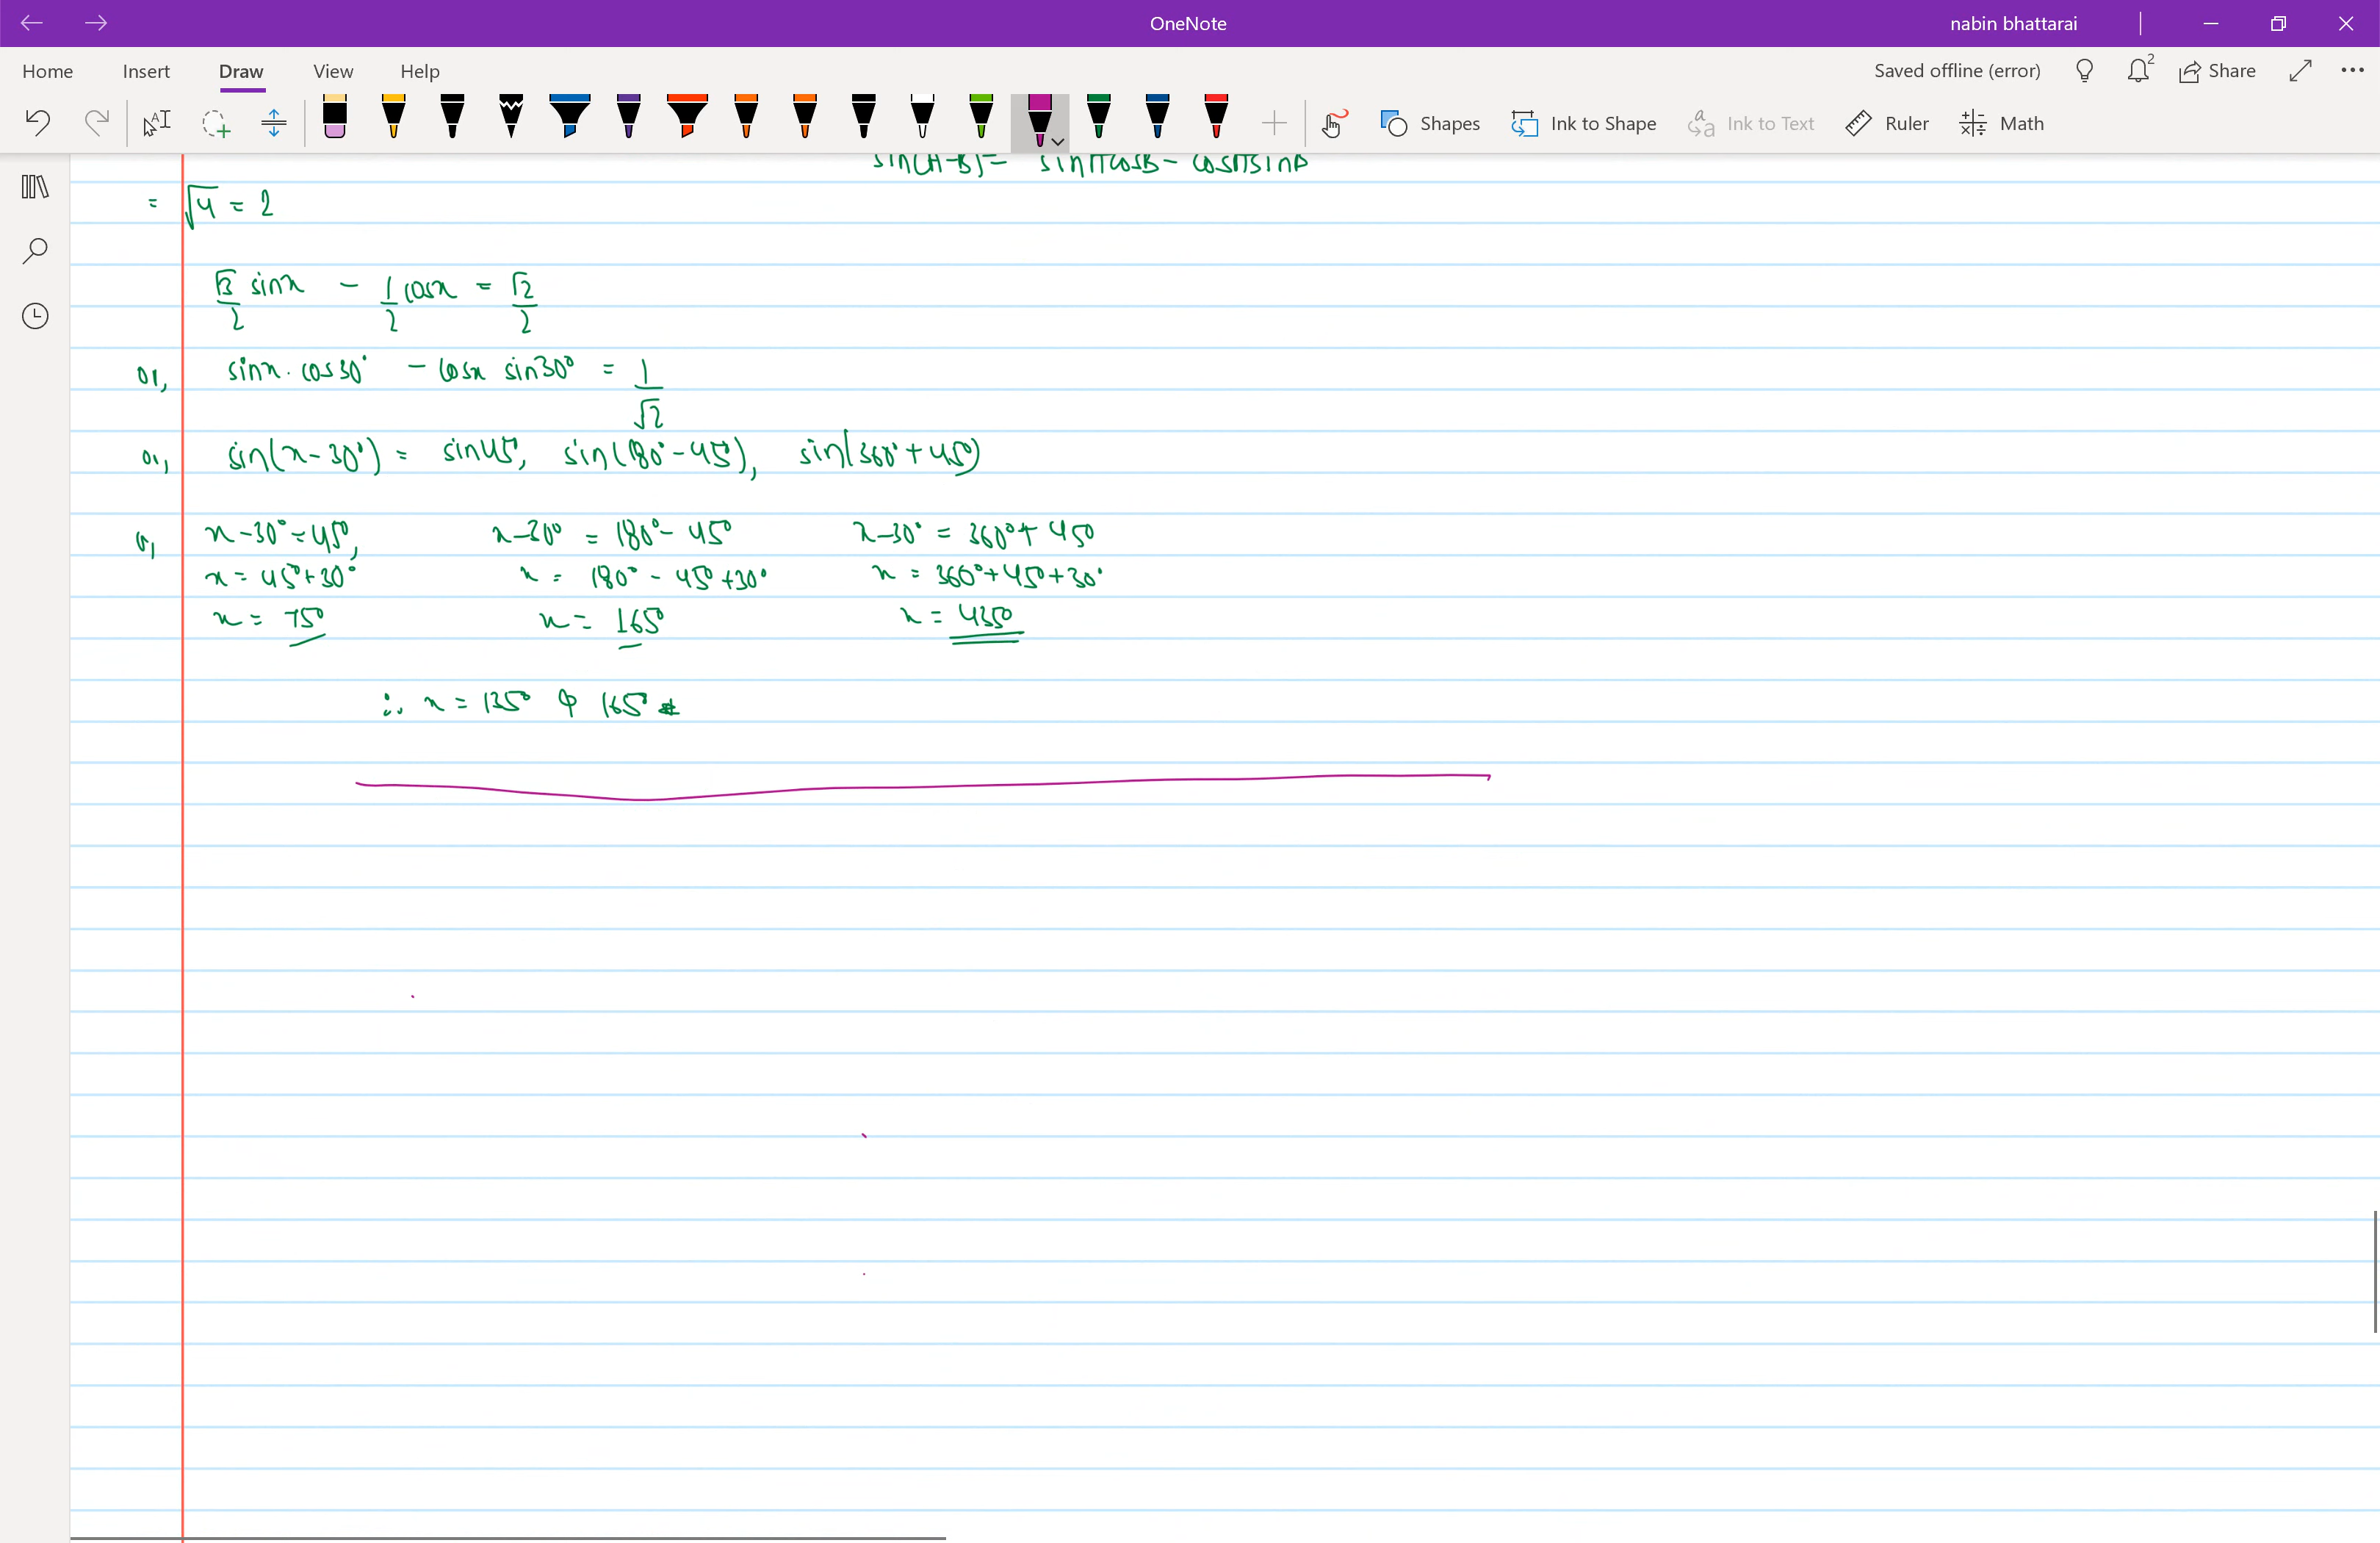 OneNote nabin bhattarai
Home Insert Draw View Help Saved offline (error) 2 Share
Shapes Ink to Shape Ink to Text Ruler Math
sin(A-B)= sinAcosB - cosAsinB
= √4 = 2
√3/2 sinx - 1/2 cosx = √2/2
or, sinx. cos30° - cosx sin30° = 1/√2
or, sin(x-30°) = sin45°, sin(180°-45°), sin(360°+45°)
or, x-30°=45°, x-30° = 180°-45° x-30° = 360°+45°
x = 45°+30° x = 180°-45°+30° x = 360°+45°+30°
x = 75° x = 165° x = 435°
∴ x = 135° & 165°